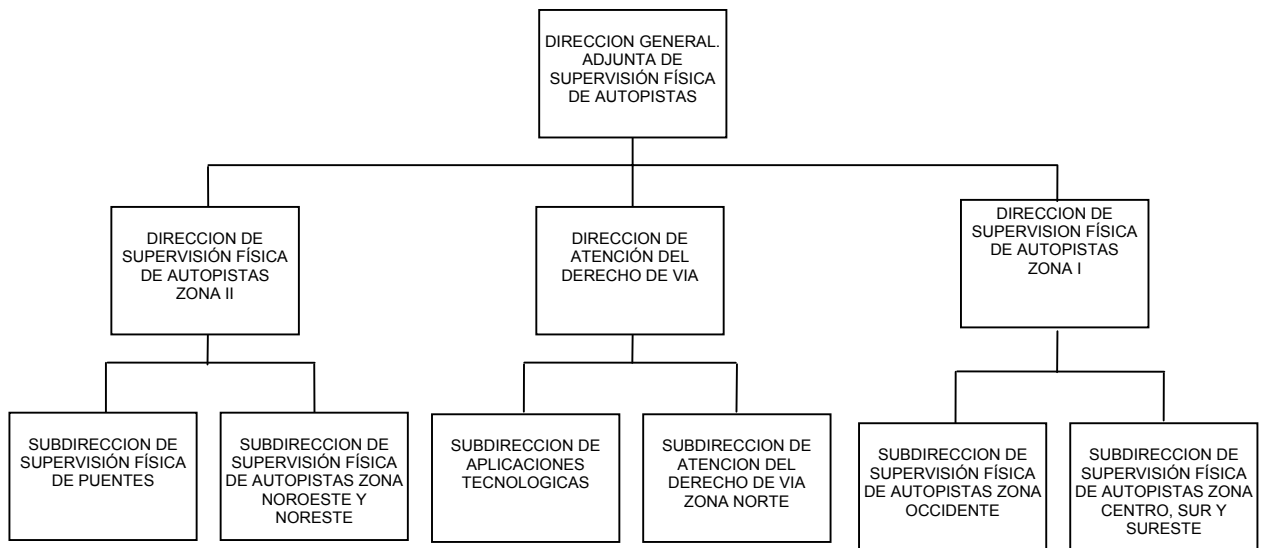 DIRECCION GENERAL.
ADJUNTA DE
SUPERVISIÓN FÍSICA
DE AUTOPISTAS
DIRECCION DE
SUPERVISIÓN FÍSICA
DE AUTOPISTAS
ZONA II
DIRECCION DE
ATENCIÓN DEL
DERECHO DE VIA
DIRECCION DE
SUPERVISION FÍSICA
DE AUTOPISTAS
ZONA I
SUBDIRECCION DE
SUPERVISIÓN FÍSICA
DE PUENTES
SUBDIRECCION DE
SUPERVISIÓN FÍSICA
DE AUTOPISTAS ZONA
NOROESTE Y
NORESTE
SUBDIRECCION DE
APLICACIONES
TECNOLOGICAS
SUBDIRECCION DE
ATENCION DEL
DERECHO DE VIA
ZONA NORTE
SUBDIRECCION DE
SUPERVISIÓN FÍSICA
DE AUTOPISTAS ZONA
OCCIDENTE
SUBDIRECCION DE
SUPERVISIÓN FÍSICA
DE AUTOPISTAS ZONA
CENTRO, SUR Y
SURESTE